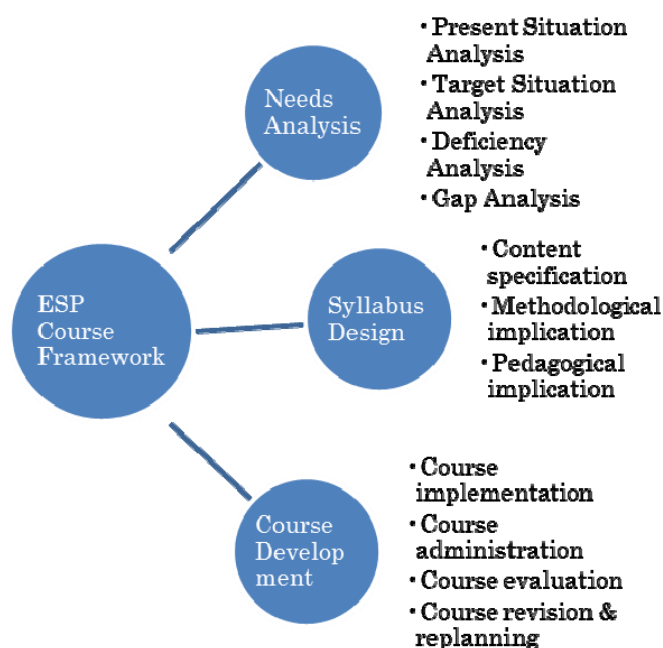 ESP
Course
Framework
Needs
Analysis
• Present Situation
Analysis
• Target Situation
Analysis
• Deficiency
Analysis
• Gap Analysis
Syllabus
Design
• Content
specification
• Methodological
implication
• Pedagogical
implication
Course
Develop
ment
• Course
implementation
• Course
administration
• Course evaluation
• Course revision &
replanning